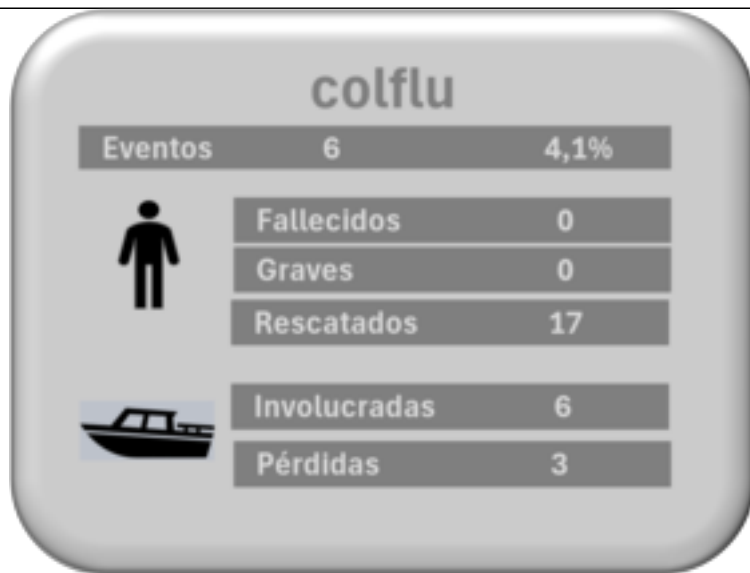 colflu
Eventos 6 4,1%
Fallecidos 0
Graves 0
Rescatados 17
Involucradas 6
Pérdidas 3